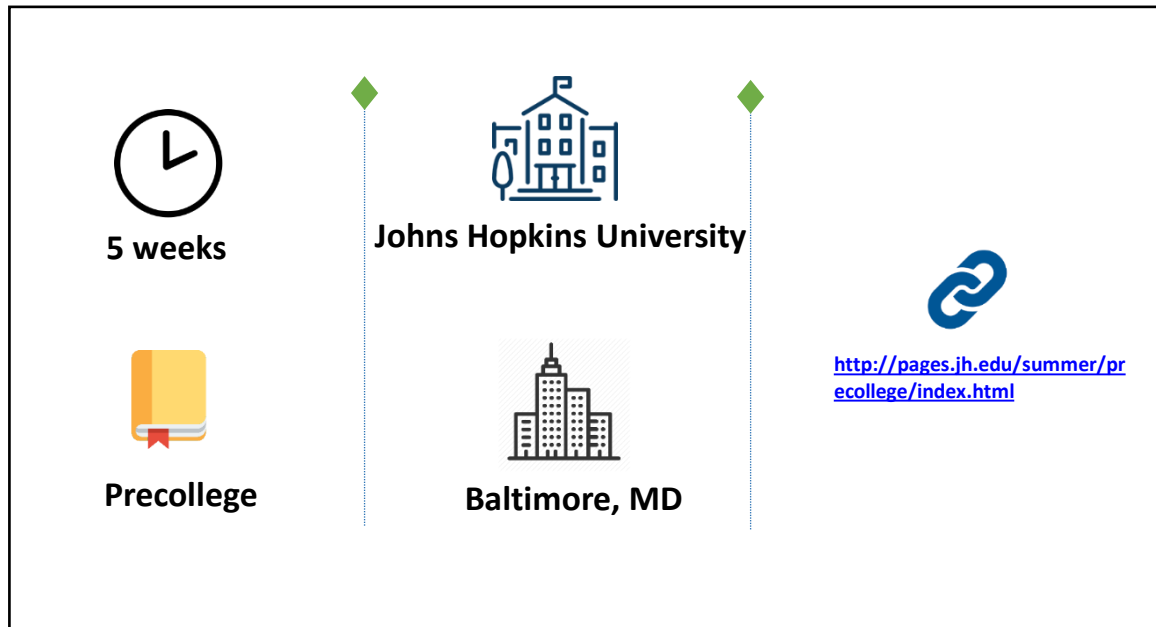 5 weeks
Precollege
Johns Hopkins University
Baltimore, MD
http://pages.jh.edu/summer/pr
ecollege/index.html